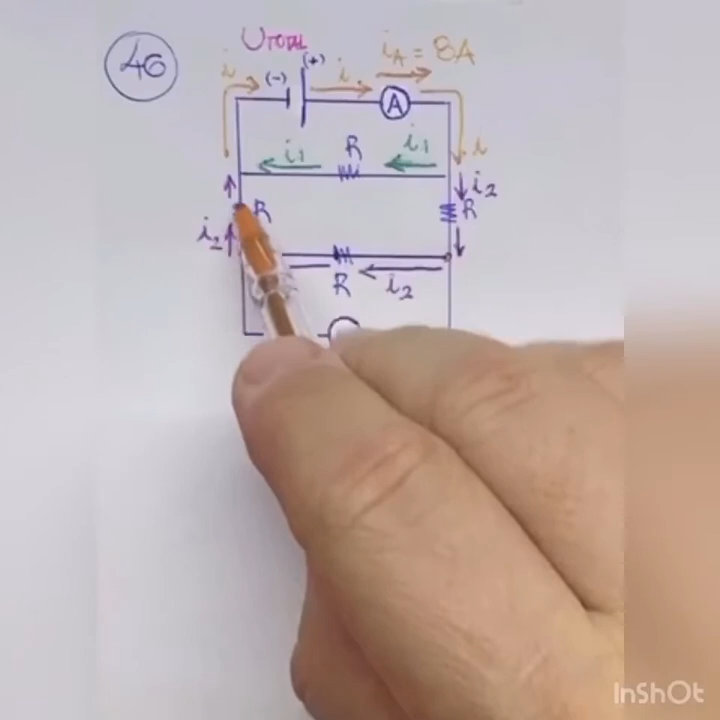 46
UTOTAL
i (-) (+) i iA = 8A
A
i1 R i1 i
i2
R R
i2
R i2
InShOt